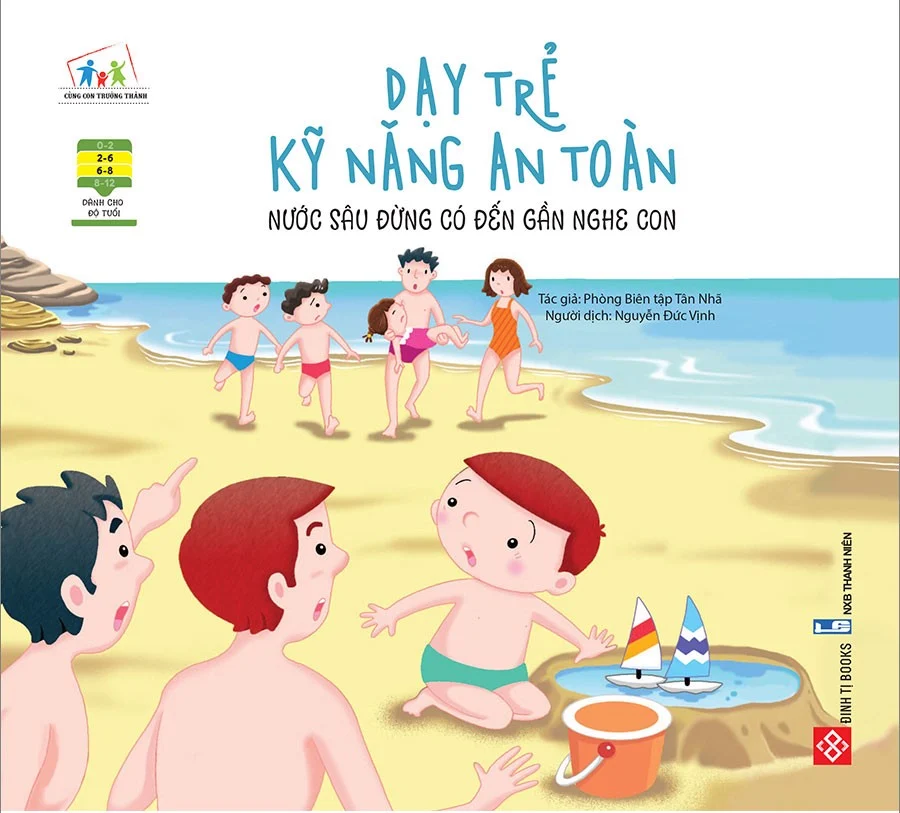 CÙNG CON TRƯỞNG THÀNH
0-2
2-6
6-8
8-12
DÀNH CHO
ĐỘ TUỔI
DẠY TRẺ
KỸ NĂNG AN TOÀN
NƯỚC SÂU ĐỪNG CÓ ĐẾN GẦN NGHE CON
Tác giả: Phòng Biên tập Tân Nhã
Người dịch: Nguyễn Đức Vịnh
ĐINH TỊ BOOKS
NXB THANH NIÊN